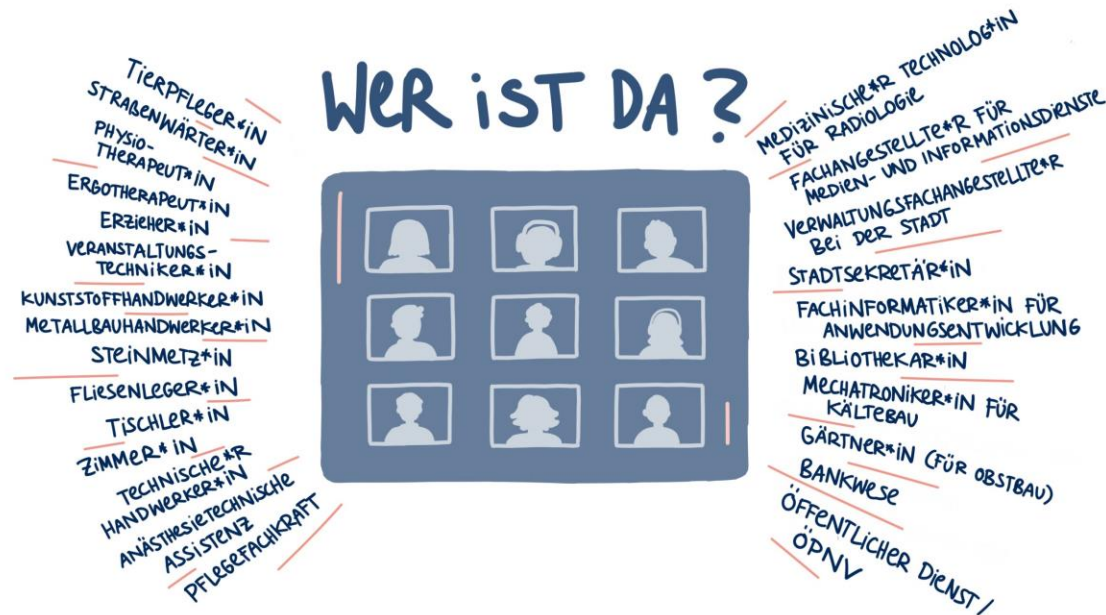 WER IST DA?
TIERPFLEGER*IN
STRAßENWÄRTER*IN
PHYSIO-
THERAPEUT*IN
ERGOTHERAPEUT*IN
ERZIEHER*IN
VERANSTALTUNGS-
TECHNIKER*IN
KUNSTSTOFFHANDWERKER*IN
METALLBAUHANDWERKER*IN
STEINMETZ*IN
FLIESENLEGER*IN
TISCHLER*IN
ZIMMER*IN
TECHNISCHE*R
HANDWERKER*IN
ANÄSTHESIETECHNISCHE
ASSISTENZ
PFLEGEFACHKRAFT
MEDIZINISCHE*R TECHNOLOG*IN
FÜR RADIOLOGIE
FACHANGESTELLTE*R FÜR
MEDIEN- UND INFORMATIONSDIENSTE
VERWALTUNGSFACHANGESTELLTE*R
BEI DER STADT
STADTSEKRETÄR*IN
FACHINFORMATIKER*IN FÜR
ANWENDUNGSENTWICKLUNG
BIBLIOTHEKAR*IN
MECHATRONIKER*IN FÜR
KÄLTEBAU
GÄRTNER*IN (FÜR OBSTBAU)
BANKWESE
ÖFFENTLICHER DIENST /
ÖPNV